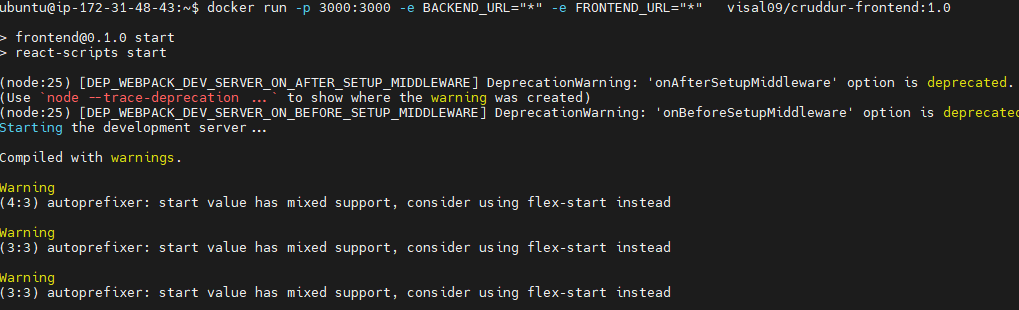 ubuntu@ip-172-31-48-43:~$ docker run -p 3000:3000 -e BACKEND_URL="*" -e FRONTEND_URL="*"   visal09/cruddur-frontend:1.0
> frontend@0.1.0 start
> react-scripts start
(node:25) [DEP_WEBPACK_DEV_SERVER_ON_AFTER_SETUP_MIDDLEWARE] DeprecationWarning: 'onAfterSetupMiddleware' option is deprecated.
(Use `node --trace-deprecation ...` to show where the warning was created)
(node:25) [DEP_WEBPACK_DEV_SERVER_ON_BEFORE_SETUP_MIDDLEWARE] DeprecationWarning: 'onBeforeSetupMiddleware' option is deprecated
Starting the development server...
Compiled with warnings.
Warning
(4:3) autoprefixer: start value has mixed support, consider using flex-start instead
Warning
(3:3) autoprefixer: start value has mixed support, consider using flex-start instead
Warning
(3:3) autoprefixer: start value has mixed support, consider using flex-start instead